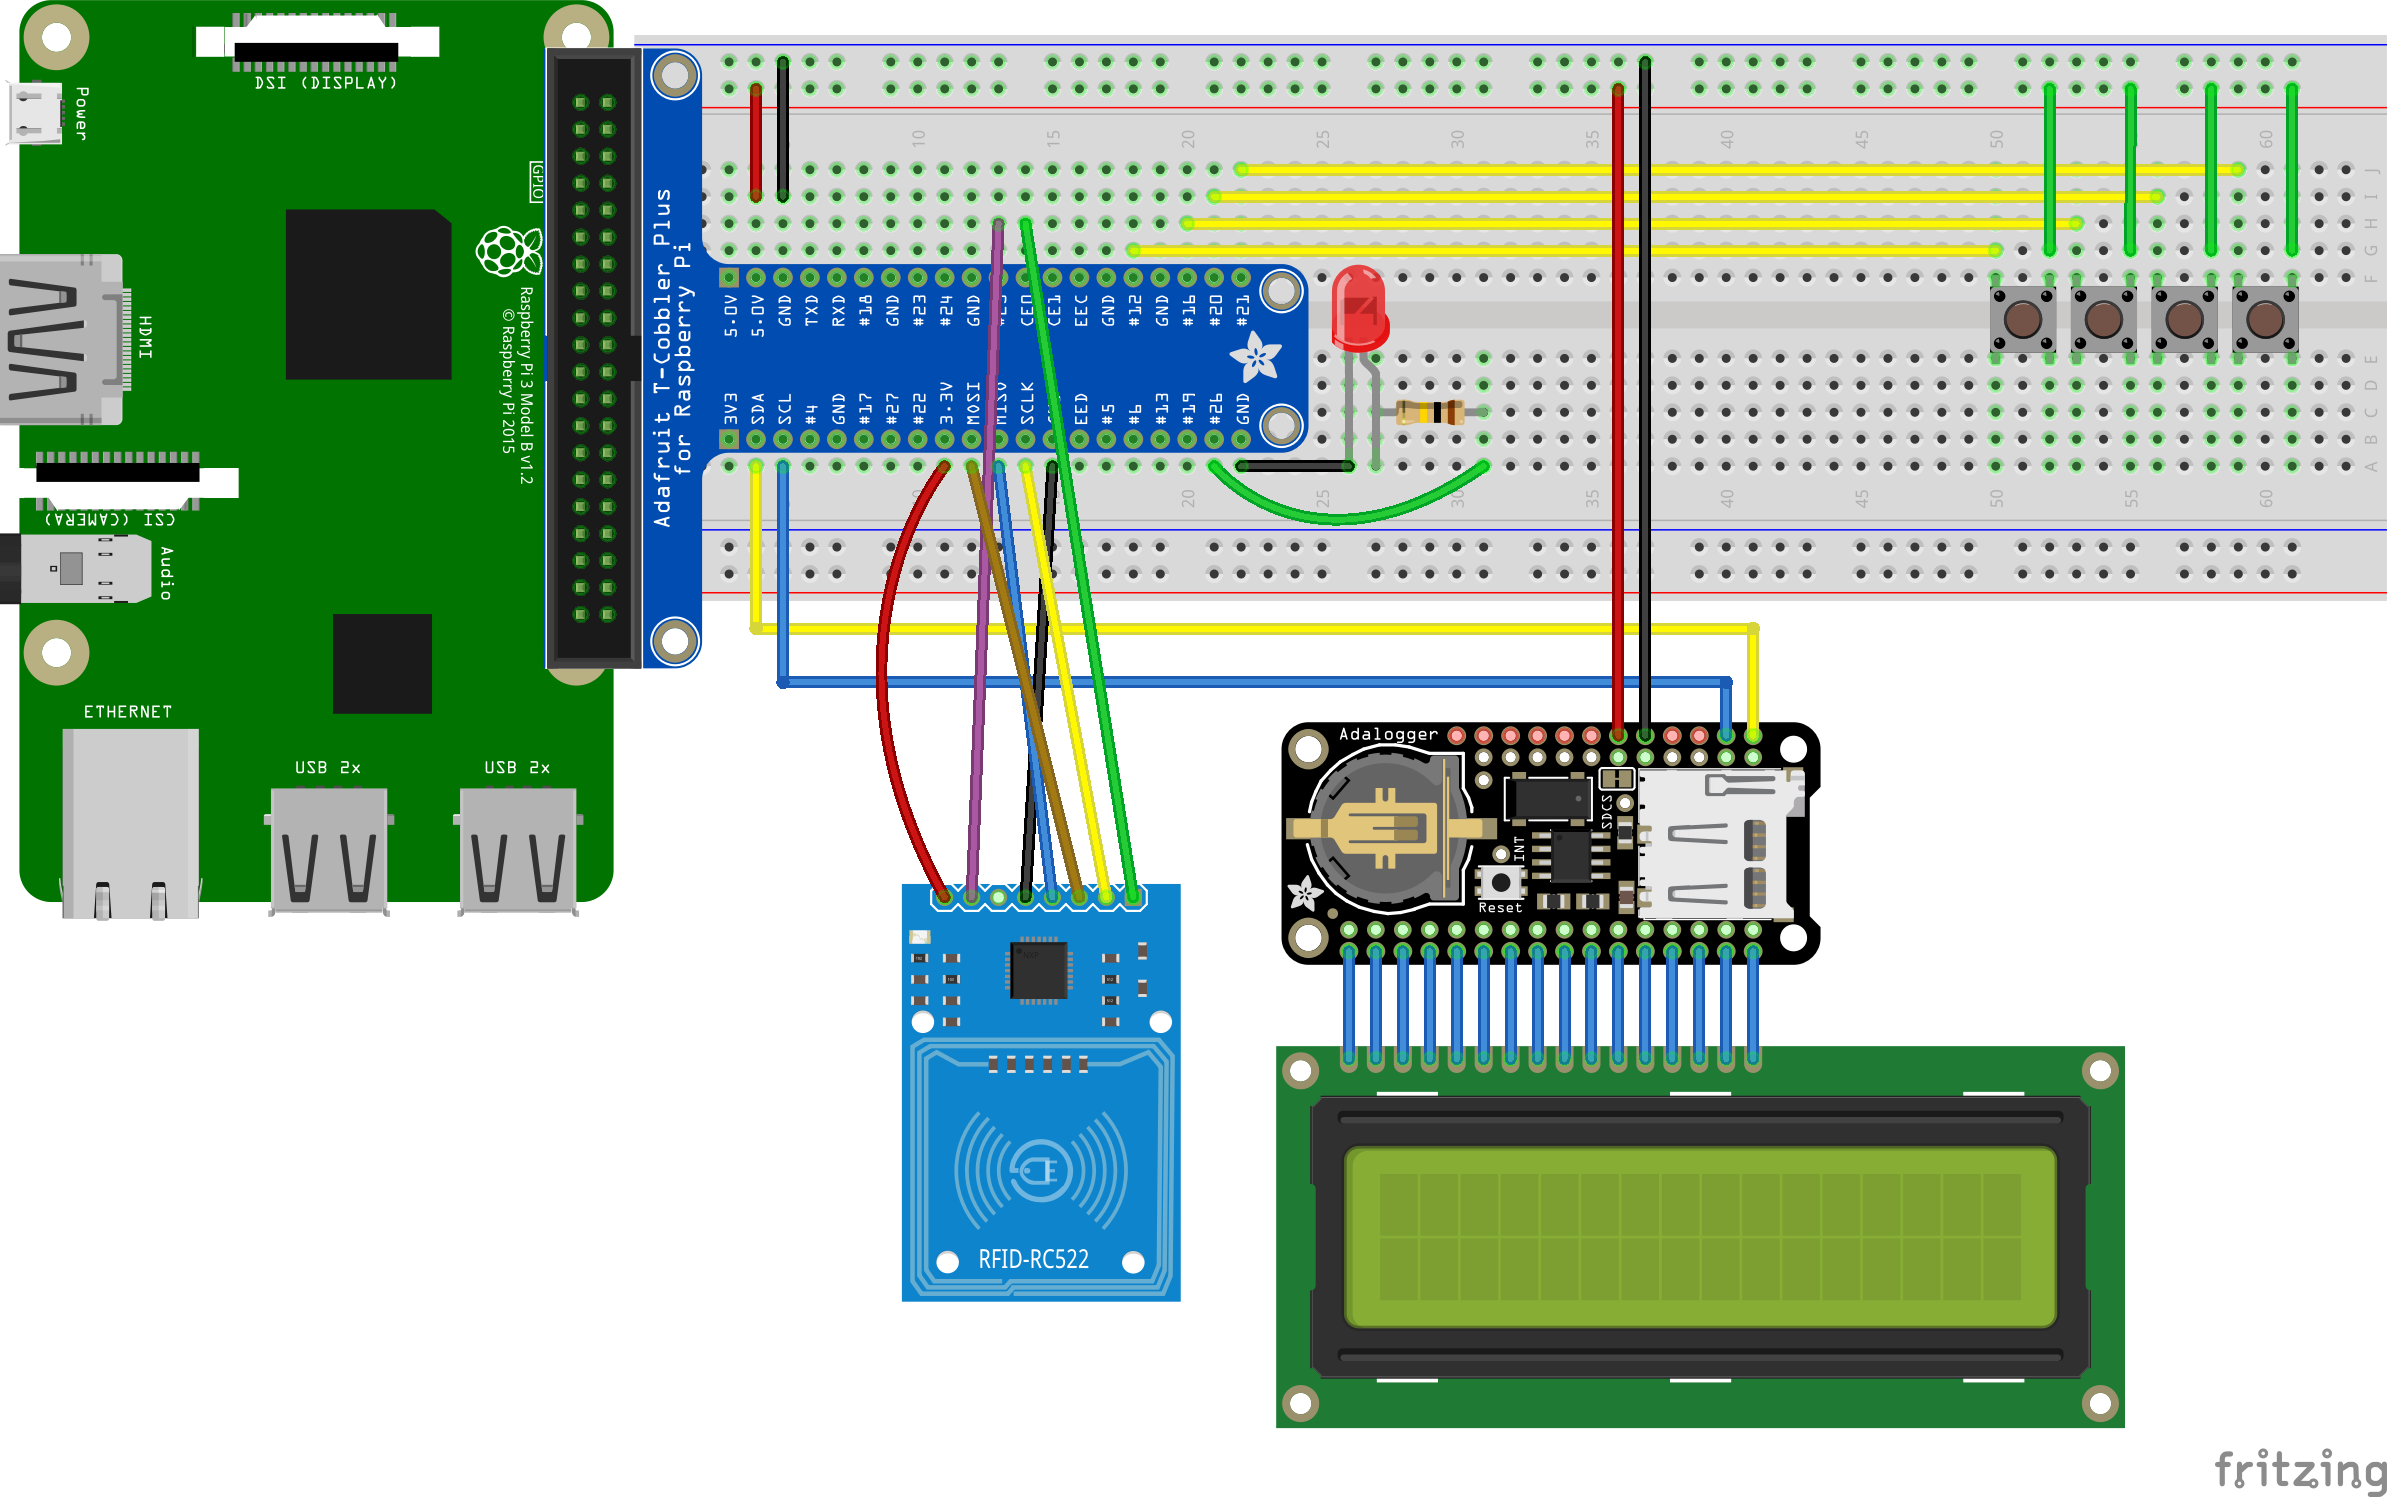 DSI (DISPLAY)
Power
GPIO
HDMI
Raspberry Pi 3 Model B v1.2
© Raspberry Pi 2015
CSI (CAMERA)
Audio
ETHERNET
USB 2x
USB 2x
Adafruit T-Cobbler Plus
for Raspberry Pi
5.0V 5.0V GND TXD RXD #18 GND #23 #24 GND CE0 CE1 EEC GND #12 GND #16 #20 #21
3V3 SDA SCL #4 GND #17 #27 #22 3.3V MOSI MISO SCLK EED #5 #6 #13 #19 #26 GND
10 15 20 25 30 35 40 45 50 55 60
J
I
H
G
F
E
D
C
B
A
20 25 30 35 40 45 50 55 60
Adalogger
SDCS
INT
Reset
RFID-RC522
fritzing